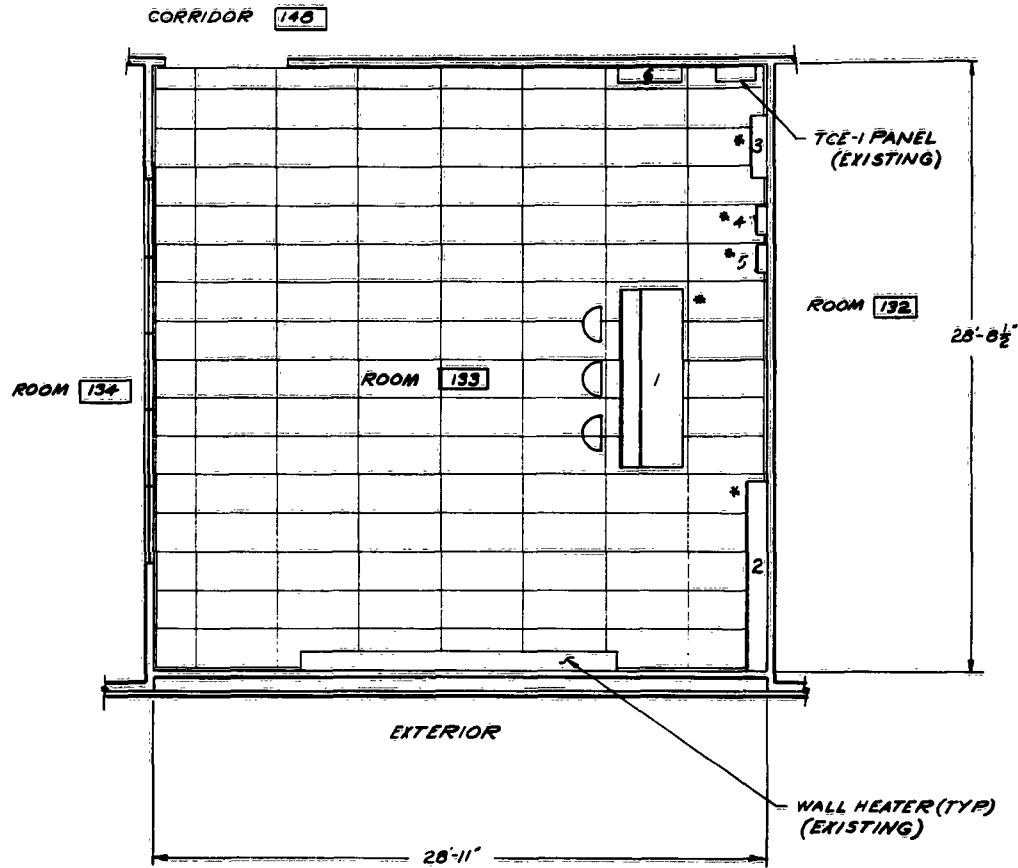 CORRIDOR 148
6
TCE-1 PANEL
(EXISTING)
* 3
* 4
* 5
ROOM 132
*
28'-8½"
ROOM 134
ROOM 133
1
*
2
EXTERIOR
WALL HEATER (TYP)
(EXISTING)
28'-11"